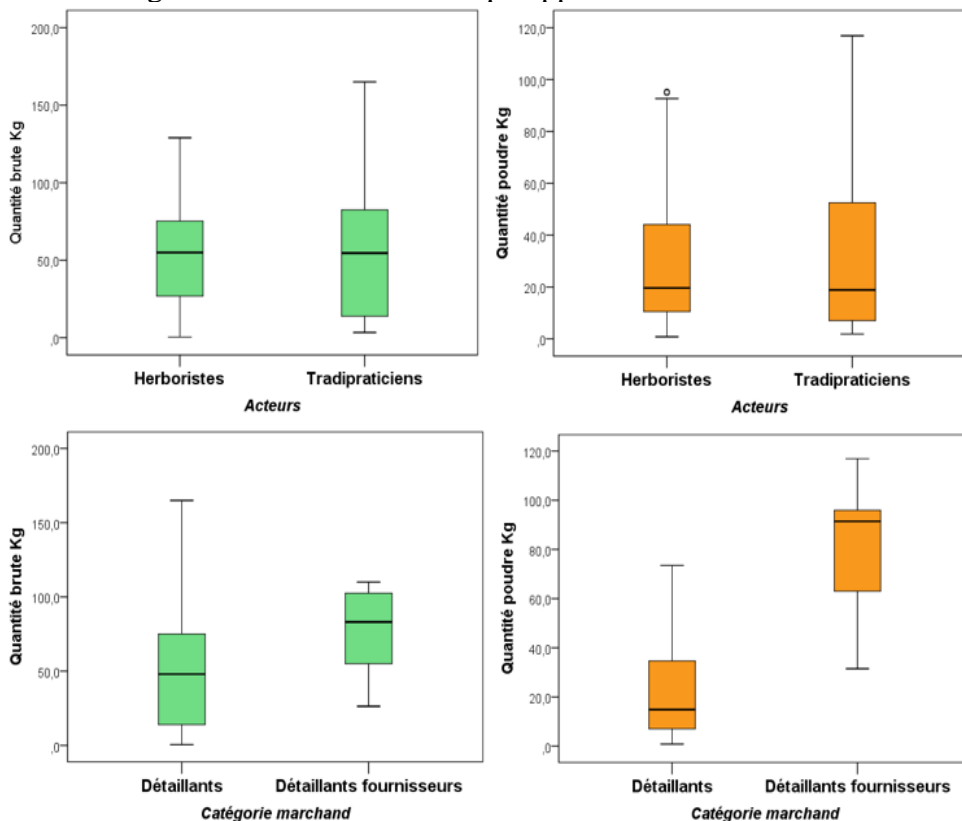 200,0
150,0
100,0
50,0
,0
Quantité brute Kg
Herboristes
Tradipraticiens
Acteurs
120,0
100,0
80,0
60,0
40,0
20,0
,0
Quantité poudre Kg
Herboristes
Tradipraticiens
Acteurs
200,0
150,0
100,0
50,0
,0
Quantité brute Kg
Détaillants
Détaillants fournisseurs
Catégorie marchand
120,0
100,0
80,0
60,0
40,0
20,0
,0
Quantité poudre Kg
Détaillants
Détaillants fournisseurs
Catégorie marchand